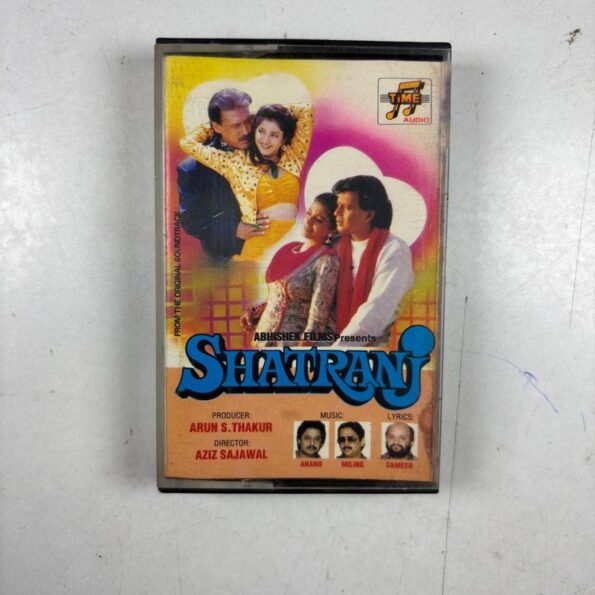 TIME
AUDIO
FROM THE ORIGINAL SOUNDTRACK
ABHISHEK FILMS Presents
SHATRANJ
PRODUCER:
ARUN S.THAKUR
DIRECTOR:
AZIZ SAJAWAL
MUSIC:
ANAND
MILIND
LYRICS:
SAMEER